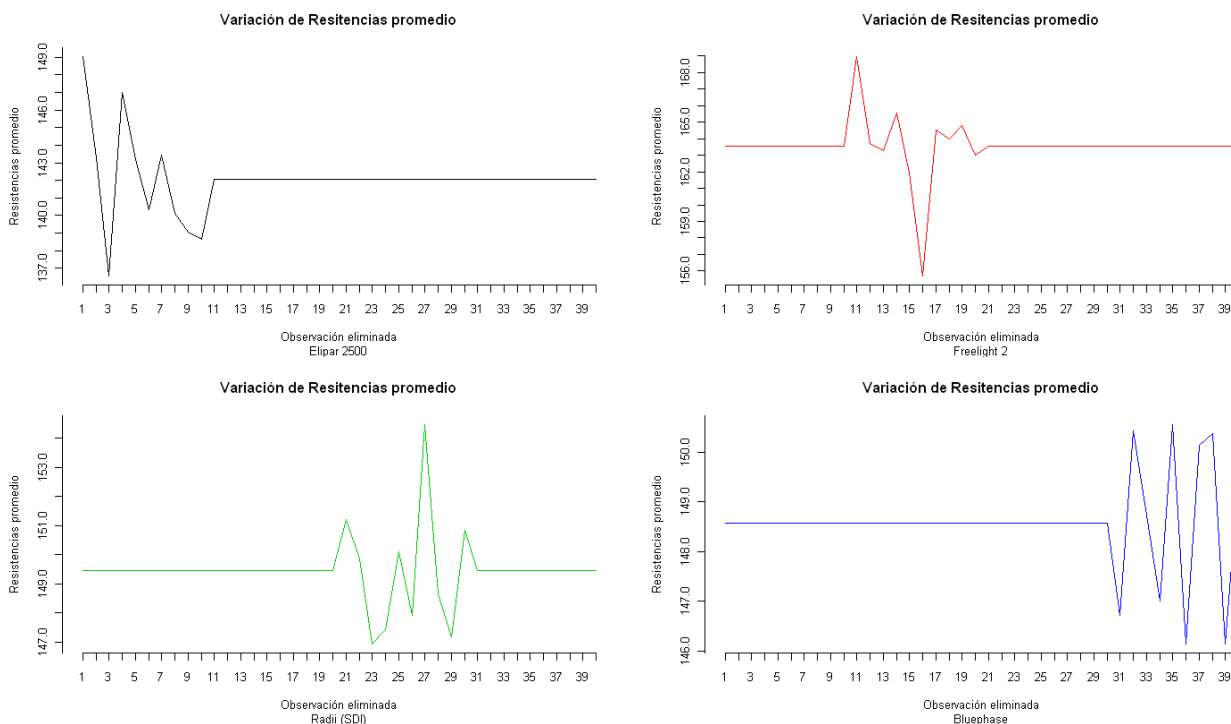 Variación de Resitencias promedio
Resistencias promedio
149.0
146.0
143.0
140.0
137.0
1 3 5 7 9 11 13 15 17 19 21 23 25 27 29 31 33 35 37 39
Observación eliminada
Elipar 2500
Variación de Resitencias promedio
Resistencias promedio
168.0
165.0
162.0
159.0
156.0
1 3 5 7 9 11 13 15 17 19 21 23 25 27 29 31 33 35 37 39
Observación eliminada
Freelight 2
Variación de Resitencias promedio
Resistencias promedio
153.0
151.0
149.0
147.0
1 3 5 7 9 11 13 15 17 19 21 23 25 27 29 31 33 35 37 39
Observación eliminada
Radii (SDI)
Variación de Resitencias promedio
Resistencias promedio
150.0
149.0
148.0
147.0
146.0
1 3 5 7 9 11 13 15 17 19 21 23 25 27 29 31 33 35 37 39
Observación eliminada
Bluephase